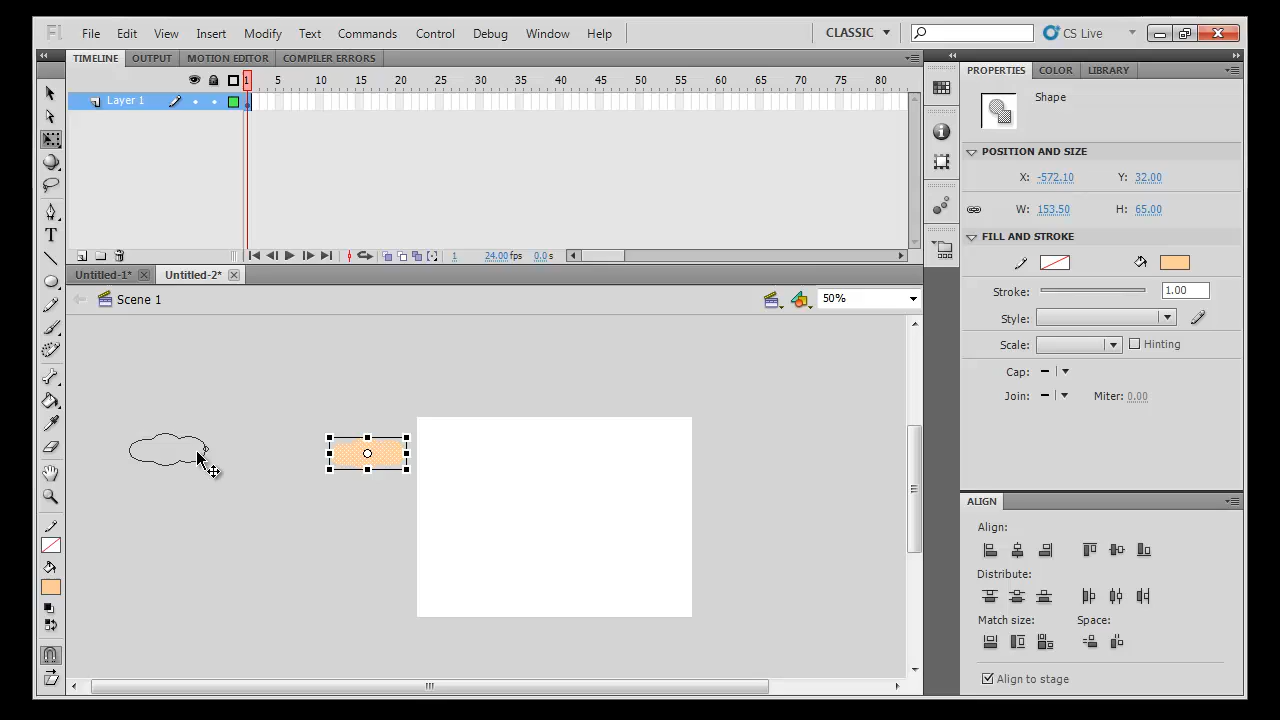 Fl File Edit View Insert Modify Text Commands Control Debug Window Help CLASSIC CS Live
TIMELINE OUTPUT MOTION EDITOR COMPILER ERRORS
1 5 10 15 20 25 30 35 40 45 50 55 60 65 70 75 80
Layer 1
1 24.00 fps 0.0 s
Untitled-1* Untitled-2*
Scene 1 50%
PROPERTIES COLOR LIBRARY
Shape
POSITION AND SIZE
X: -572.10 Y: 32.00
W: 153.50 H: 65.00
FILL AND STROKE
Stroke: 1.00
Style:
Scale: Hinting
Cap:
Join: Miter: 0.00
ALIGN
Align:
Distribute:
Match size: Space:
Align to stage